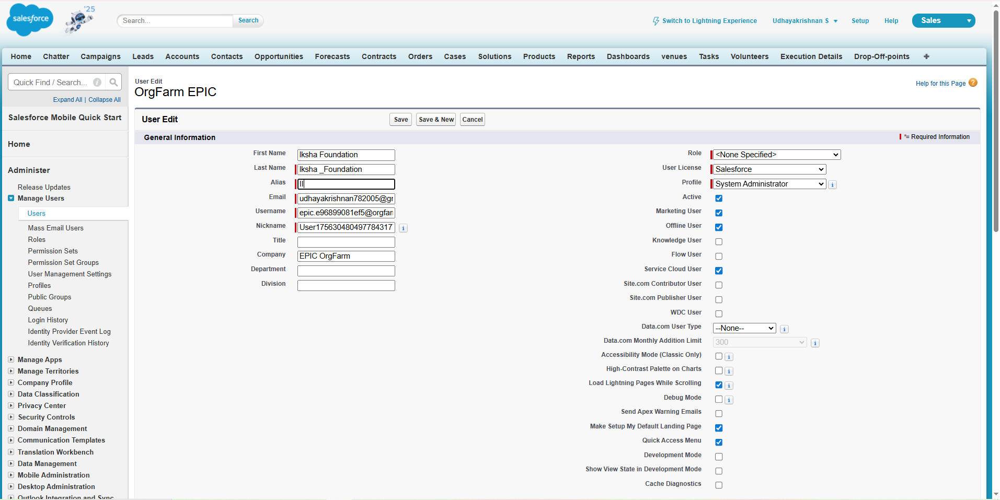 salesforce
'25
Search...
Search
Switch to Lightning Experience
Udhayakrishnan S
Setup
Help
Sales
Home Chatter Campaigns Leads Accounts Contacts Opportunities Forecasts Contracts Orders Cases Solutions Products Reports Dashboards venues Tasks Volunteers Execution Details Drop-Off-points +
Quick Find / Search...
Expand All | Collapse All
Salesforce Mobile Quick Start
Home
Administer
Release Updates
Manage Users
Users
Mass Email Users
Roles
Permission Sets
Permission Set Groups
User Management Settings
Profiles
Public Groups
Queues
Login History
Identity Provider Event Log
Identity Verification History
Manage Apps
Manage Territories
Company Profile
Data Classification
Privacy Center
Security Controls
Domain Management
Communication Templates
Translation Workbench
Data Management
Mobile Administration
Desktop Administration
Outlook Integration and Sync
User Edit
OrgFarm EPIC
Help for this Page ?
User Edit
Save
Save & New
Cancel
General Information
*= Required Information
First Name Iksha Foundation
Last Name Iksha _Foundation
Alias
Email udhayakrishnan782005@gr
Username epic.e96899081ef5@orgfar
Nickname User175630480497784317
Title
Company EPIC OrgFarm
Department
Division
Role <None Specified>
User License Salesforce
Profile System Administrator
Active
Marketing User
Offline User
Knowledge User
Flow User
Service Cloud User
Site.com Contributor User
Site.com Publisher User
WDC User
Data.com User Type --None--
Data.com Monthly Addition Limit 300
Accessibility Mode (Classic Only)
High-Contrast Palette on Charts
Load Lightning Pages While Scrolling
Debug Mode
Send Apex Warning Emails
Make Setup My Default Landing Page
Quick Access Menu
Development Mode
Show View State in Development Mode
Cache Diagnostics